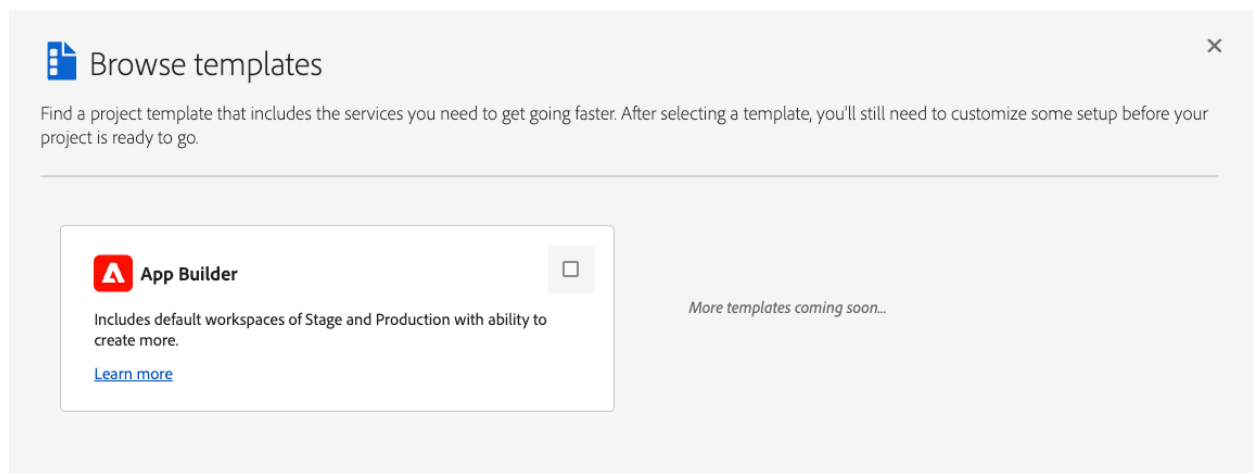 Browse templates
Find a project template that includes the services you need to get going faster. After selecting a template, you'll still need to customize some setup before your
project is ready to go.
App Builder
Includes default workspaces of Stage and Production with ability to
create more.
Learn more
More templates coming soon...